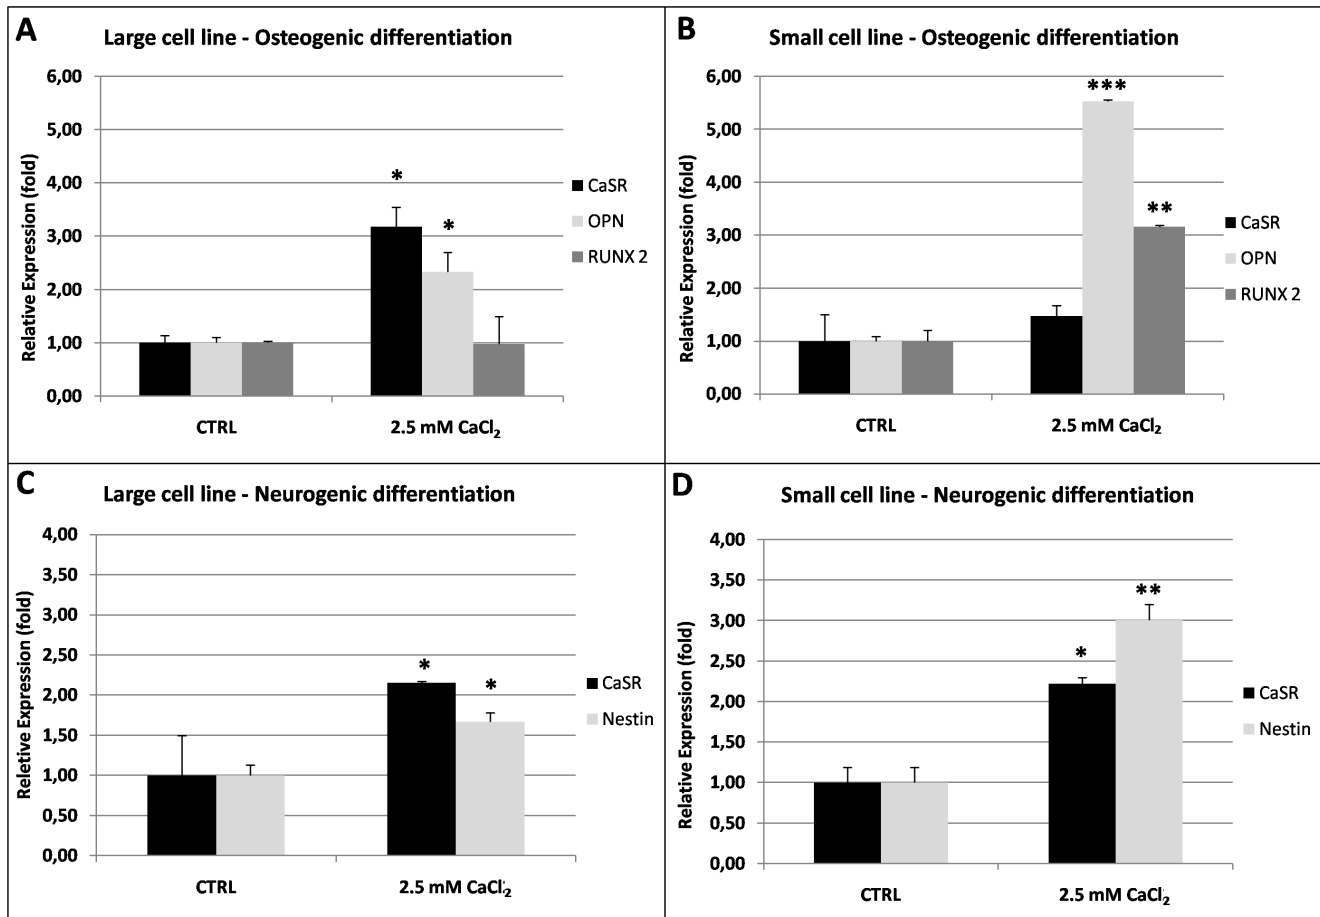 A
Large cell line - Osteogenic differentiation
Relative Expression (fold)
6,00
5,00
4,00
3,00
2,00
1,00
0,00
*
*
CTRL
2.5 mM CaCl2
CaSR
OPN
RUNX 2
B
Small cell line - Osteogenic differentiation
Relative Expression (fold)
6,00
5,00
4,00
3,00
2,00
1,00
0,00
***
**
CTRL
2.5 mM CaCl2
CaSR
OPN
RUNX 2
C
Large cell line - Neurogenic differentiation
Reletive Expression (fold)
4,00
3,50
3,00
2,50
2,00
1,50
1,00
0,50
0,00
*
*
CTRL
2.5 mM CaCl2
CaSR
Nestin
D
Small cell line - Neurogenic differentiation
Relative Expression (fold)
4,00
3,50
3,00
2,50
2,00
1,50
1,00
0,50
0,00
*
**
CTRL
2.5 mM CaCl2
CaSR
Nestin